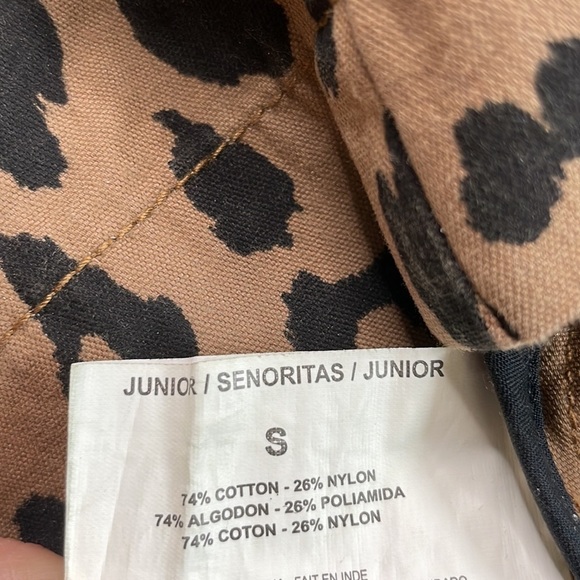 JUNIOR / SENORITAS / JUNIOR
S
74% COTTON - 26% NYLON
74% ALGODON - 26% POLIAMIDA
74% COTON - 26% NYLON
FAIT EN INDE